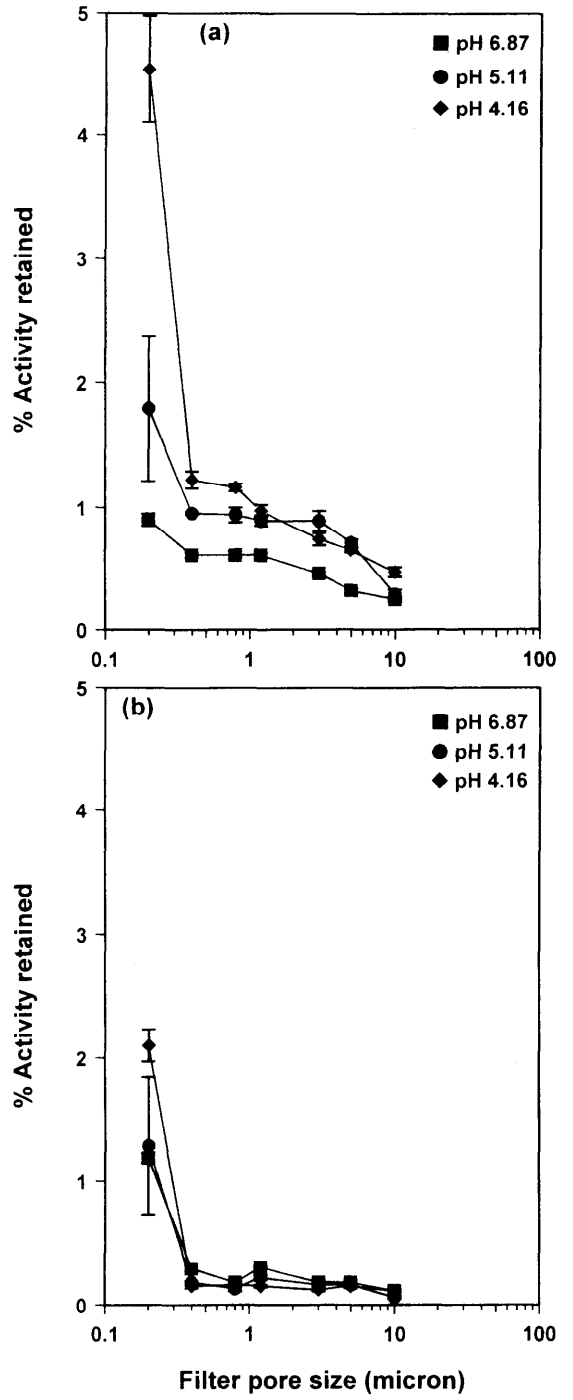 5
(a)
pH 6.87
pH 5.11
4
pH 4.16
3
% Activity retained
2
1
0
0.1 1 10 100
5
(b)
pH 6.87
pH 5.11
4
pH 4.16
3
% Activity retained
2
1
0
0.1 1 10 100
Filter pore size (micron)